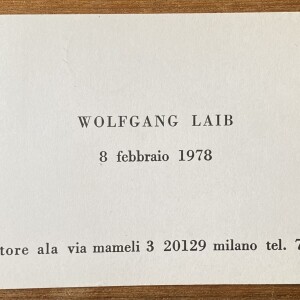 WOLFGANG LAIB
8 febbraio 1978
tore ala via mameli 3 20129 milano tel. 7